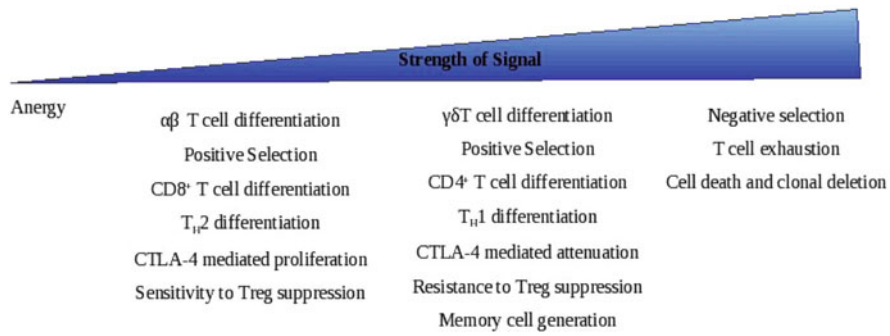 Strength of Signal
Anergy
αβ T cell differentiation
Positive Selection
CD8⁺ T cell differentiation
T_H2 differentiation
CTLA-4 mediated proliferation
Sensitivity to Treg suppression
γδT cell differentiation
Positive Selection
CD4⁺ T cell differentiation
T_H1 differentiation
CTLA-4 mediated attenuation
Resistance to Treg suppression
Memory cell generation
Negative selection
T cell exhaustion
Cell death and clonal deletion